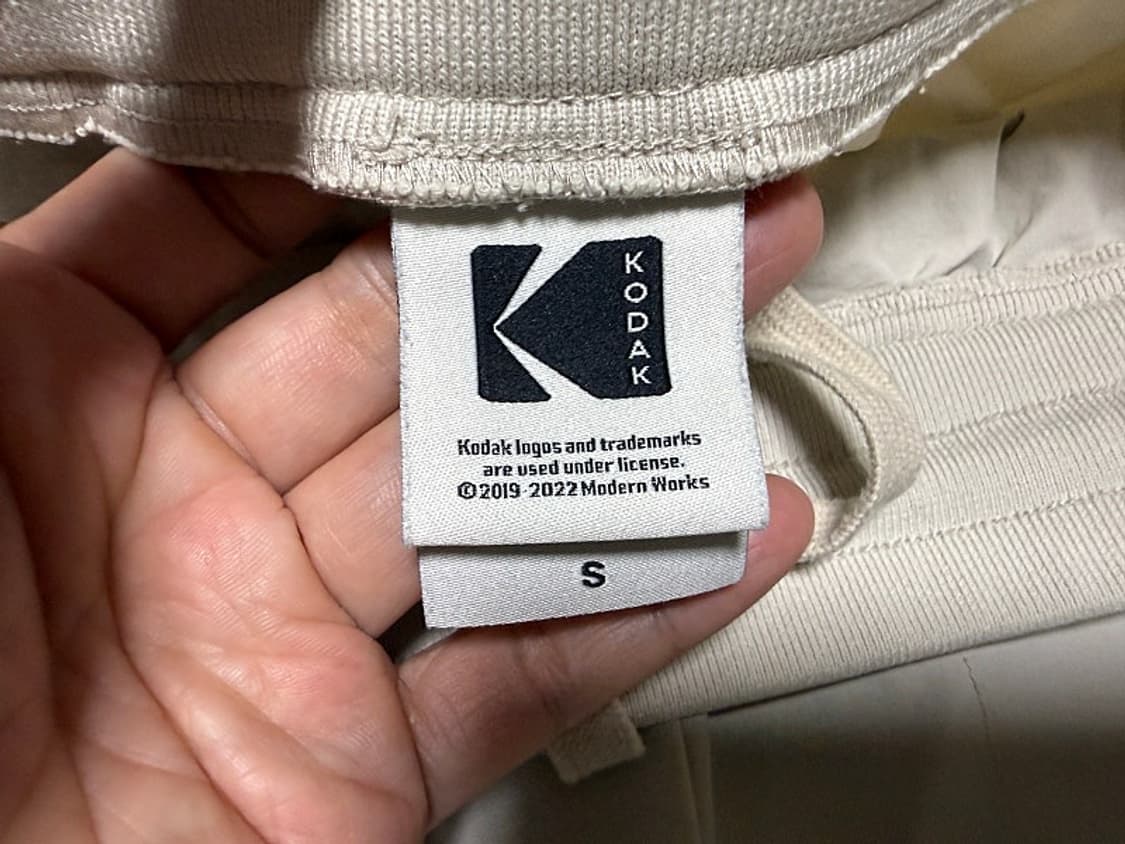 KODAK
Kodak logos and trademarks
are used under license.
©2019-2022 Modern Works
S